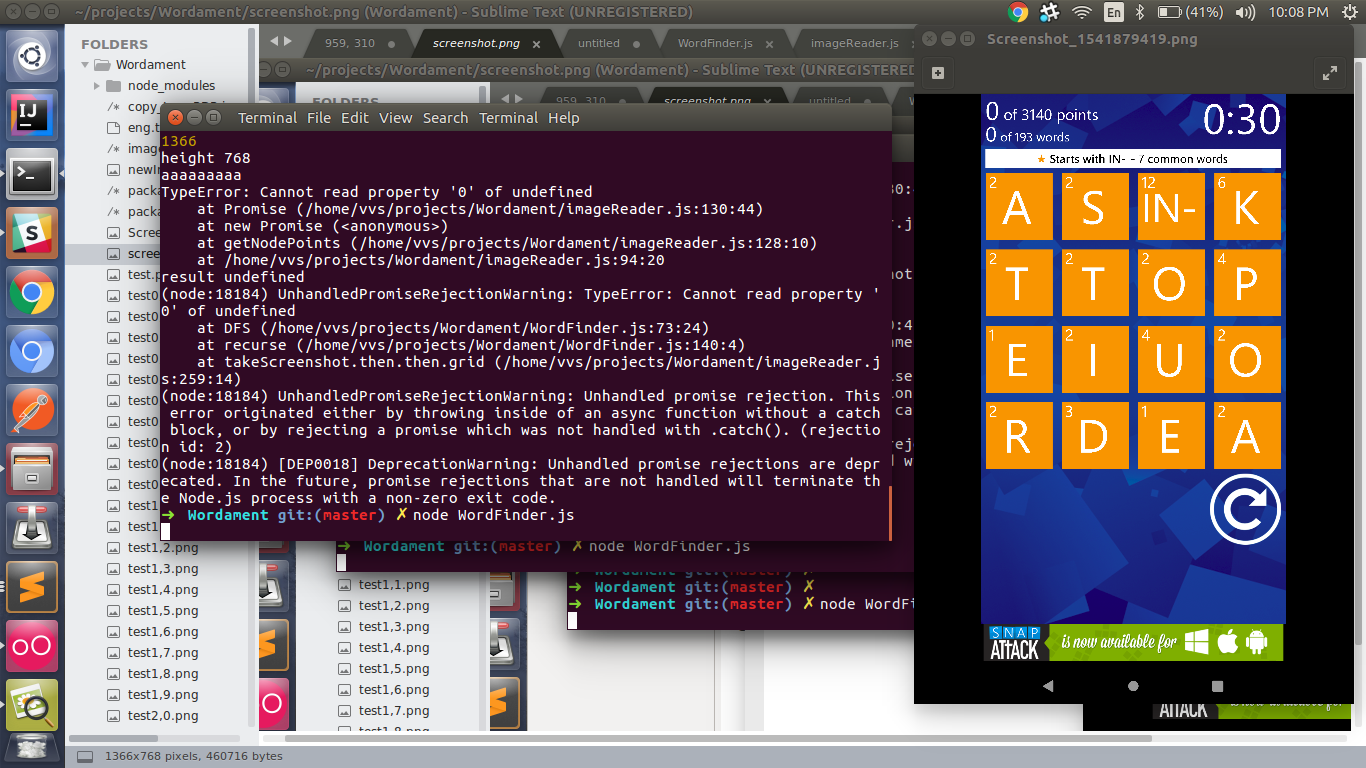 ~/projects/Wordament/screenshot.png (Wordament) - Sublime Text (UNREGISTERED)
En
(41%)
10:08 PM
FOLDERS
Wordament
node_modules
/* copy_
eng.t
/* imag
newIn
/* packa
/* packa
Scree
scree
test.p
test0
test0
test0
test0
test0
test0
test0
test0
test0
test0
test1
test1
test1,2.png
test1,3.png
test1,4.png
test1,5.png
test1,6.png
test1,7.png
test1,8.png
test1,9.png
test2,0.png
1366x768 pixels, 460716 bytes
959, 310
screenshot.png
untitled
WordFinder.js
imageReader.js
~/projects/Wordament/screenshot.png (Wordament) - Sublime Text (UNREGISTERED
Terminal File Edit View Search Terminal Help
1366
height 768
aaaaaaaaa
TypeError: Cannot read property '0' of undefined
at Promise (/home/vvs/projects/Wordament/imageReader.js:130:44)
at new Promise (<anonymous>)
at getNodePoints (/home/vvs/projects/Wordament/imageReader.js:128:10)
at /home/vvs/projects/Wordament/imageReader.js:94:20
result undefined
(node:18184) UnhandledPromiseRejectionWarning: TypeError: Cannot read property '
0' of undefined
at DFS (/home/vvs/projects/Wordament/WordFinder.js:73:24)
at recurse (/home/vvs/projects/Wordament/WordFinder.js:140:4)
at takeScreenshot.then.then.grid (/home/vvs/projects/Wordament/imageReader.j
s:259:14)
(node:18184) UnhandledPromiseRejectionWarning: Unhandled promise rejection. This
error originated either by throwing inside of an async function without a catch
block, or by rejecting a promise which was not handled with .catch(). (rejectio
n id: 2)
(node:18184) [DEP0018] DeprecationWarning: Unhandled promise rejections are depr
ecated. In the future, promise rejections that are not handled will terminate th
e Node.js process with a non-zero exit code.
➜ Wordament git:(master) ✗ node WordFinder.js
➜ Wordament git:(master) ✗ node WordFinder.js
➜ Wordament git:(master) ✗
➜ Wordament git:(master) ✗ node WordFi
test1,1.png
test1,2.png
test1,3.png
test1,4.png
test1,5.png
test1,6.png
test1,7.png
Screenshot_1541879419.png
0 of 3140 points
0 of 193 words
0:30
★ Starts with IN- - / common words
2 A 2 S 12 IN- 6 K
2 T 2 T 2 O 4 P
1 E 2 I 4 U 2 O
2 R 3 D 1 E 2 A
SNAP ATTACK is now available for
ATTACK